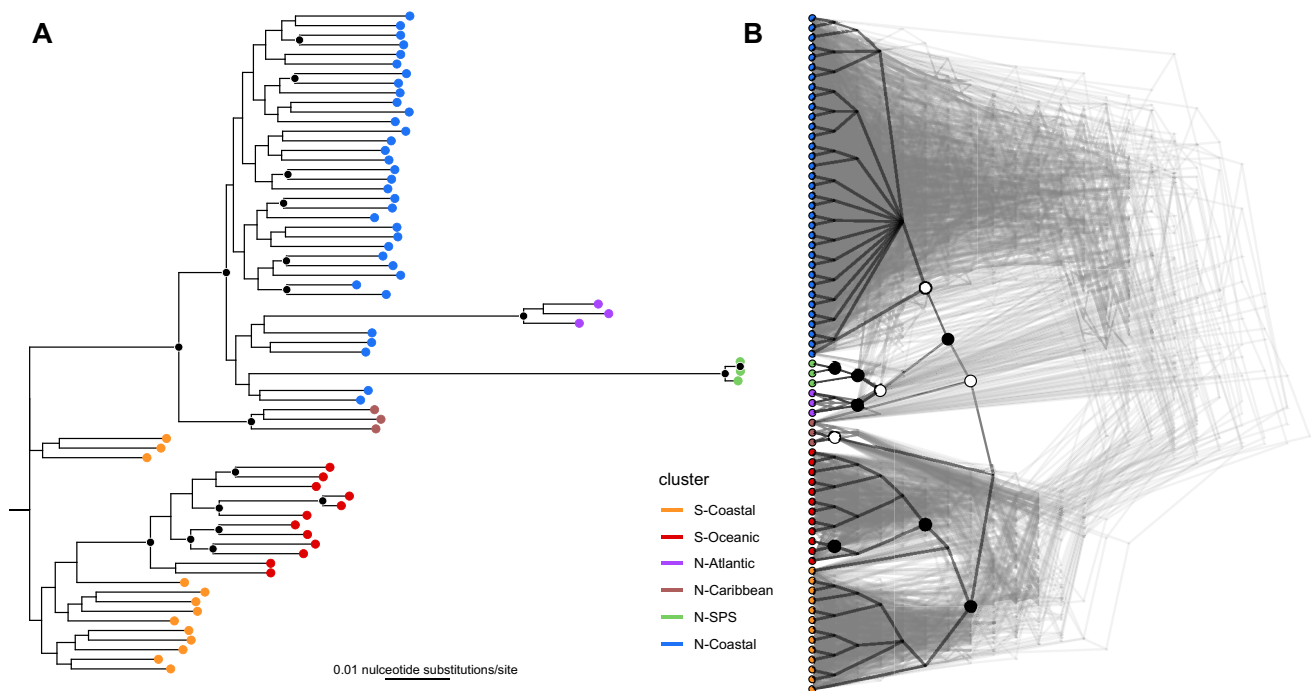 A
B
cluster
S-Coastal
S-Oceanic
N-Atlantic
N-Caribbean
N-SPS
N-Coastal
0.01 nulceotide substitutions/site